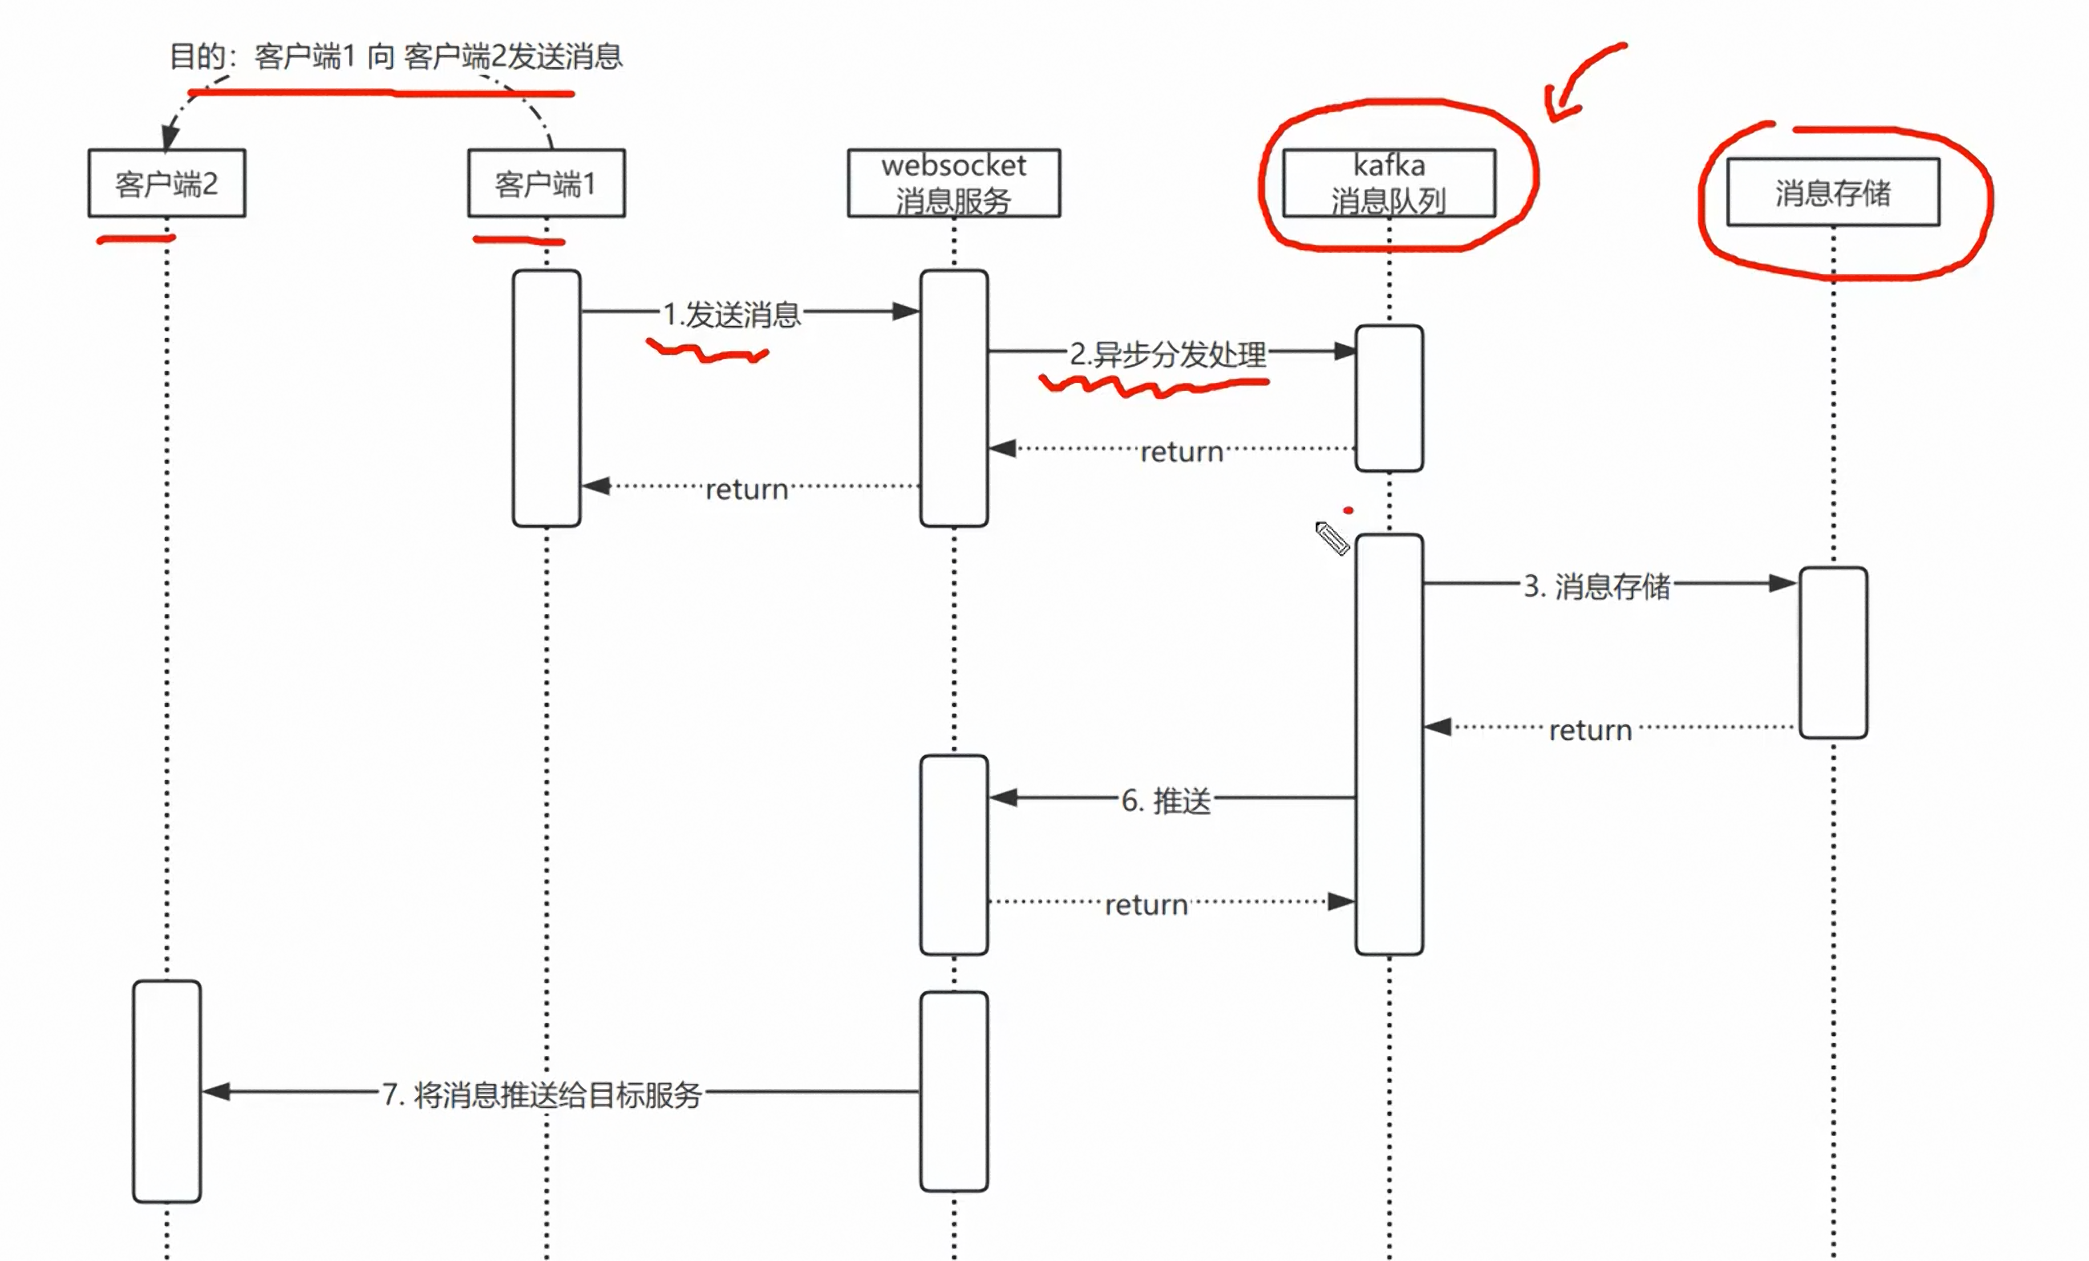 目的：客户端1 向 客户端2发送消息
客户端2
客户端1
websocket
消息服务
kafka
消息队列
消息存储
1.发送消息
2.异步分发处理
return
return
3. 消息存储
return
6. 推送
return
7. 将消息推送给目标服务